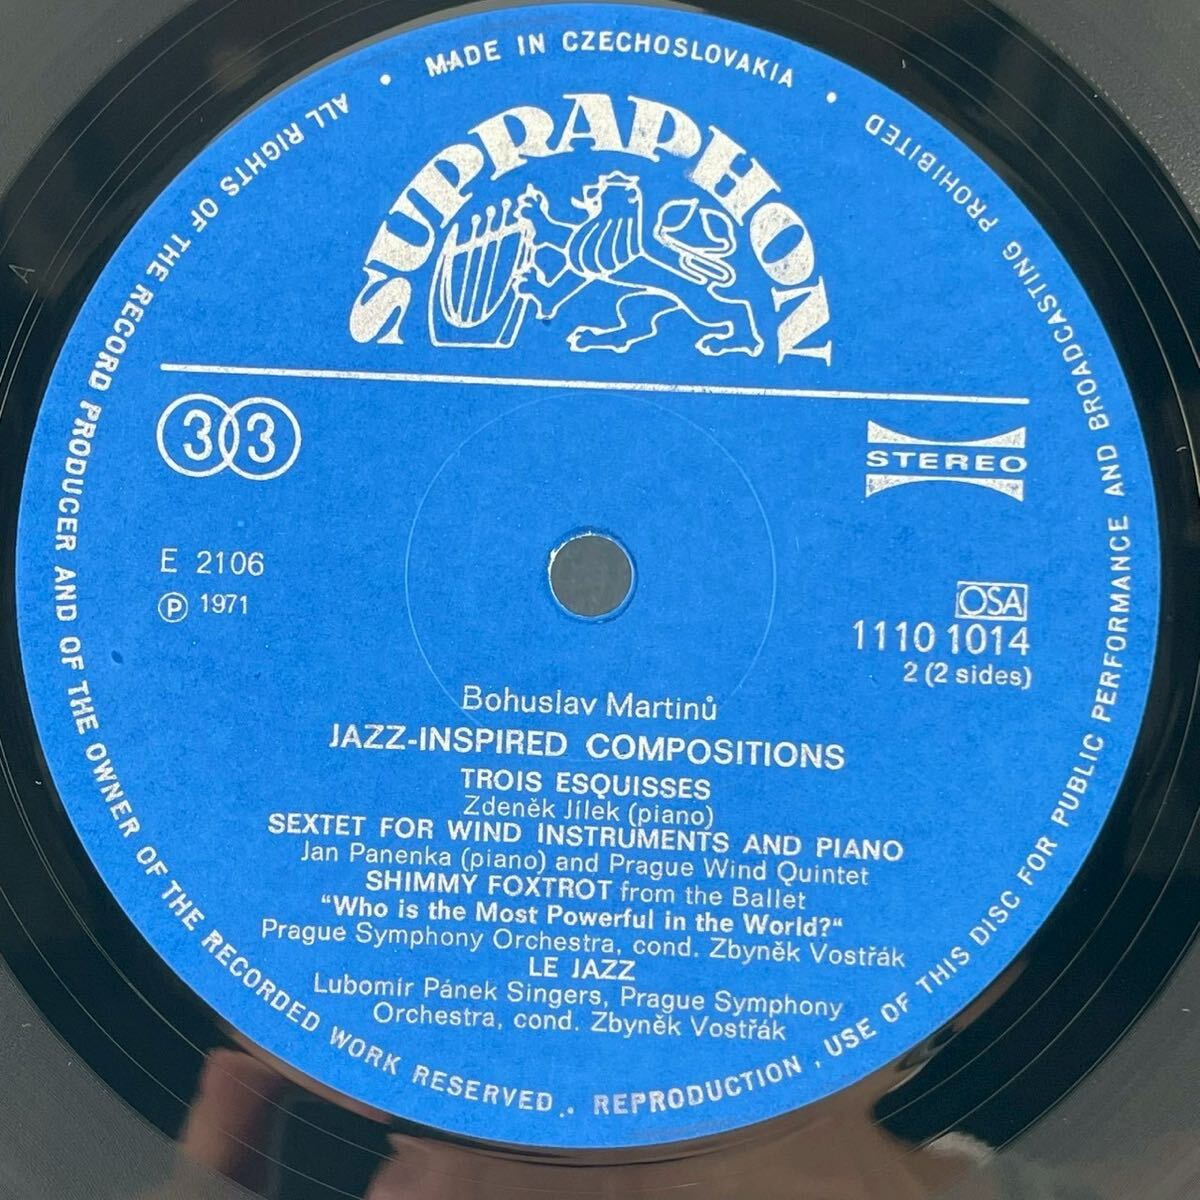 MADE IN CZECHOSLOVAKIA •
ALL RIGHTS OF THE RECORD PRODUCER AND OF THE OWNER OF THE RECORDED WORK RESERVED.. REPRODUCTION, USE OF THIS DISC FOR PUBLIC PERFORMANCE AND BROADCASTING PROHIBITED •
SUPRAPHON
33
STEREO
E 2106
Ⓟ 1971
OSA
1110 1014
2 (2 sides)
Bohuslav Martinů
JAZZ-INSPIRED COMPOSITIONS
TROIS ESQUISSES
Zdeněk Jílek (piano)
SEXTET FOR WIND INSTRUMENTS AND PIANO
Jan Panenka (piano) and Prague Wind Quintet
SHIMMY FOXTROT from the Ballet
"Who is the Most Powerful in the World?"
Prague Symphony Orchestra, cond. Zbyněk Vostřák
LE JAZZ
Lubomír Pánek Singers, Prague Symphony
Orchestra, cond. Zbyněk Vostřák
A